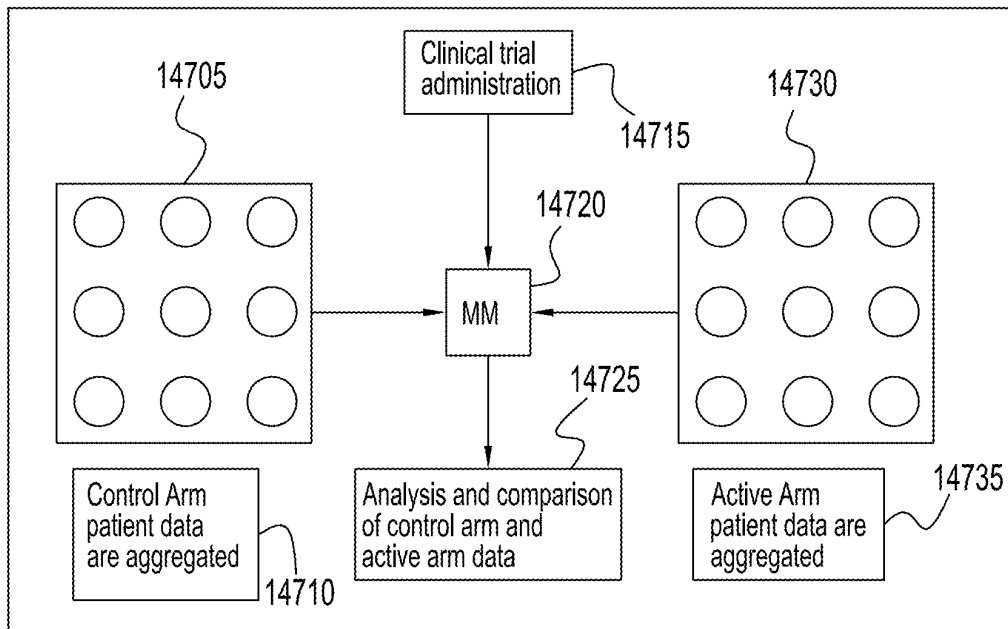 Clinical trial
administration
14705
14715
14730
14720
MM
14725
Control Arm
patient data
are aggregated
14710
Analysis and comparison
of control arm and
active arm data
Active Arm
patient data are
aggregated
14735